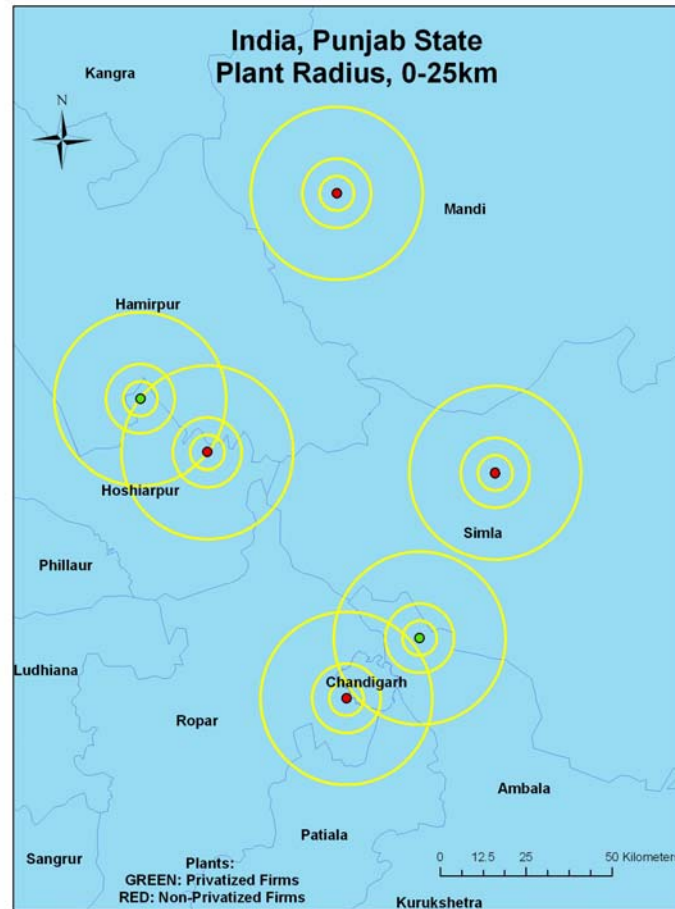 India, Punjab State
Plant Radius, 0-25km
Kangra
N
Mandi
Hamirpur
Hoshiarpur
Simla
Phillaur
Ludhiana
Chandigarh
Ropar
Ambala
Patiala
Sangrur
Plants:
GREEN: Privatized Firms
RED: Non-Privatized Firms
0 12.5 25 50 Kilometers
Kurukshetra